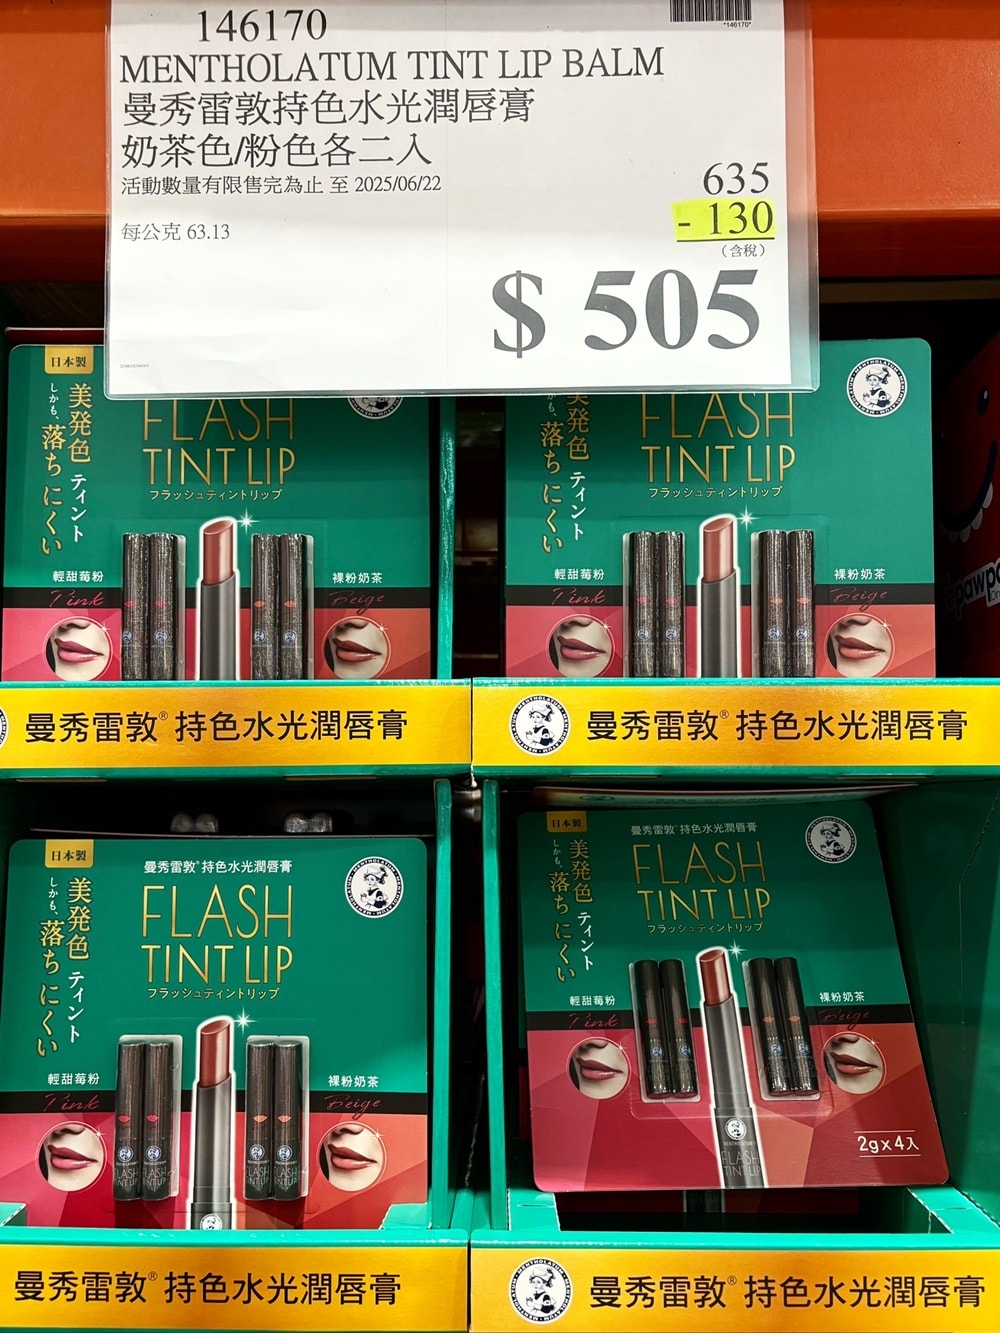 146170
*146170*
MENTHOLATUM TINT LIP BALM
曼秀雷敦持色水光潤唇膏
奶茶色/粉色各二入
活動數量有限售完為止 至 2025/06/22
每公克 63.13
635
- 130
（含稅）
$ 505
日本製
美発色 ティント
しかも、落ちにくい
FLASH
TINT LIP
フラッシュティントリップ
輕甜莓粉
Pink
裸粉奶茶
Beige
美発色 ティント
しかも、落ちにくい
FLASH
TINT LIP
フラッシュティントリップ
輕甜莓粉
Pink
裸粉奶茶
Beige
pawpa
曼秀雷敦® 持色水光潤唇膏
曼秀雷敦® 持色水光潤唇膏
日本製
美発色 ティント
しかも、落ちにくい
曼秀雷敦® 持色水光潤唇膏
FLASH
TINT LIP
フラッシュティントリップ
輕甜莓粉
Pink
裸粉奶茶
Beige
日本製
美発色 ティント
しかも、落ちにくい
曼秀雷敦® 持色水光潤唇膏
FLASH
TINT LIP
フラッシュティントリップ
輕甜莓粉
Pink
裸粉奶茶
Beige
MENTHOLATUM
FLASH
TINT LIP
2g×4入
曼秀雷敦® 持色水光潤唇膏
曼秀雷敦® 持色水光潤唇膏